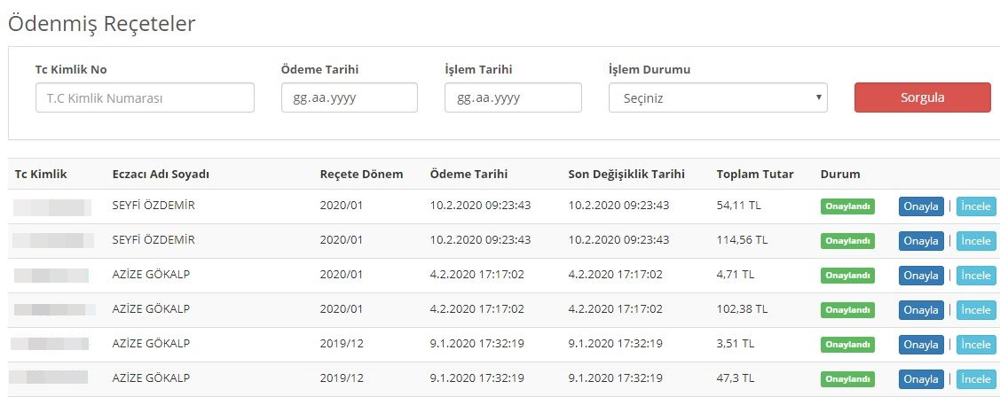 Ödenmiş Reçeteler
Tc Kimlik No Ödeme Tarihi İşlem Tarihi İşlem Durumu
T.C Kimlik Numarası gg.aa.yyyy gg.aa.yyyy Seçiniz Sorgula
Tc Kimlik Eczacı Adı Soyadı Reçete Dönem Ödeme Tarihi Son Değişiklik Tarihi Toplam Tutar Durum
SEYFİ ÖZDEMİR 2020/01 10.2.2020 09:23:43 10.2.2020 09:23:43 54,11 TL Onaylandı Onayla | İncele
SEYFİ ÖZDEMİR 2020/01 10.2.2020 09:23:43 10.2.2020 09:23:43 114,56 TL Onaylandı Onayla | İncele
AZİZE GÖKALP 2020/01 4.2.2020 17:17:02 4.2.2020 17:17:02 4,71 TL Onaylandı Onayla | İncele
AZİZE GÖKALP 2020/01 4.2.2020 17:17:02 4.2.2020 17:17:02 102,38 TL Onaylandı Onayla | İncele
AZİZE GÖKALP 2019/12 9.1.2020 17:32:19 9.1.2020 17:32:19 3,51 TL Onaylandı Onayla | İncele
AZİZE GÖKALP 2019/12 9.1.2020 17:32:19 9.1.2020 17:32:19 47,3 TL Onaylandı Onayla | İncele